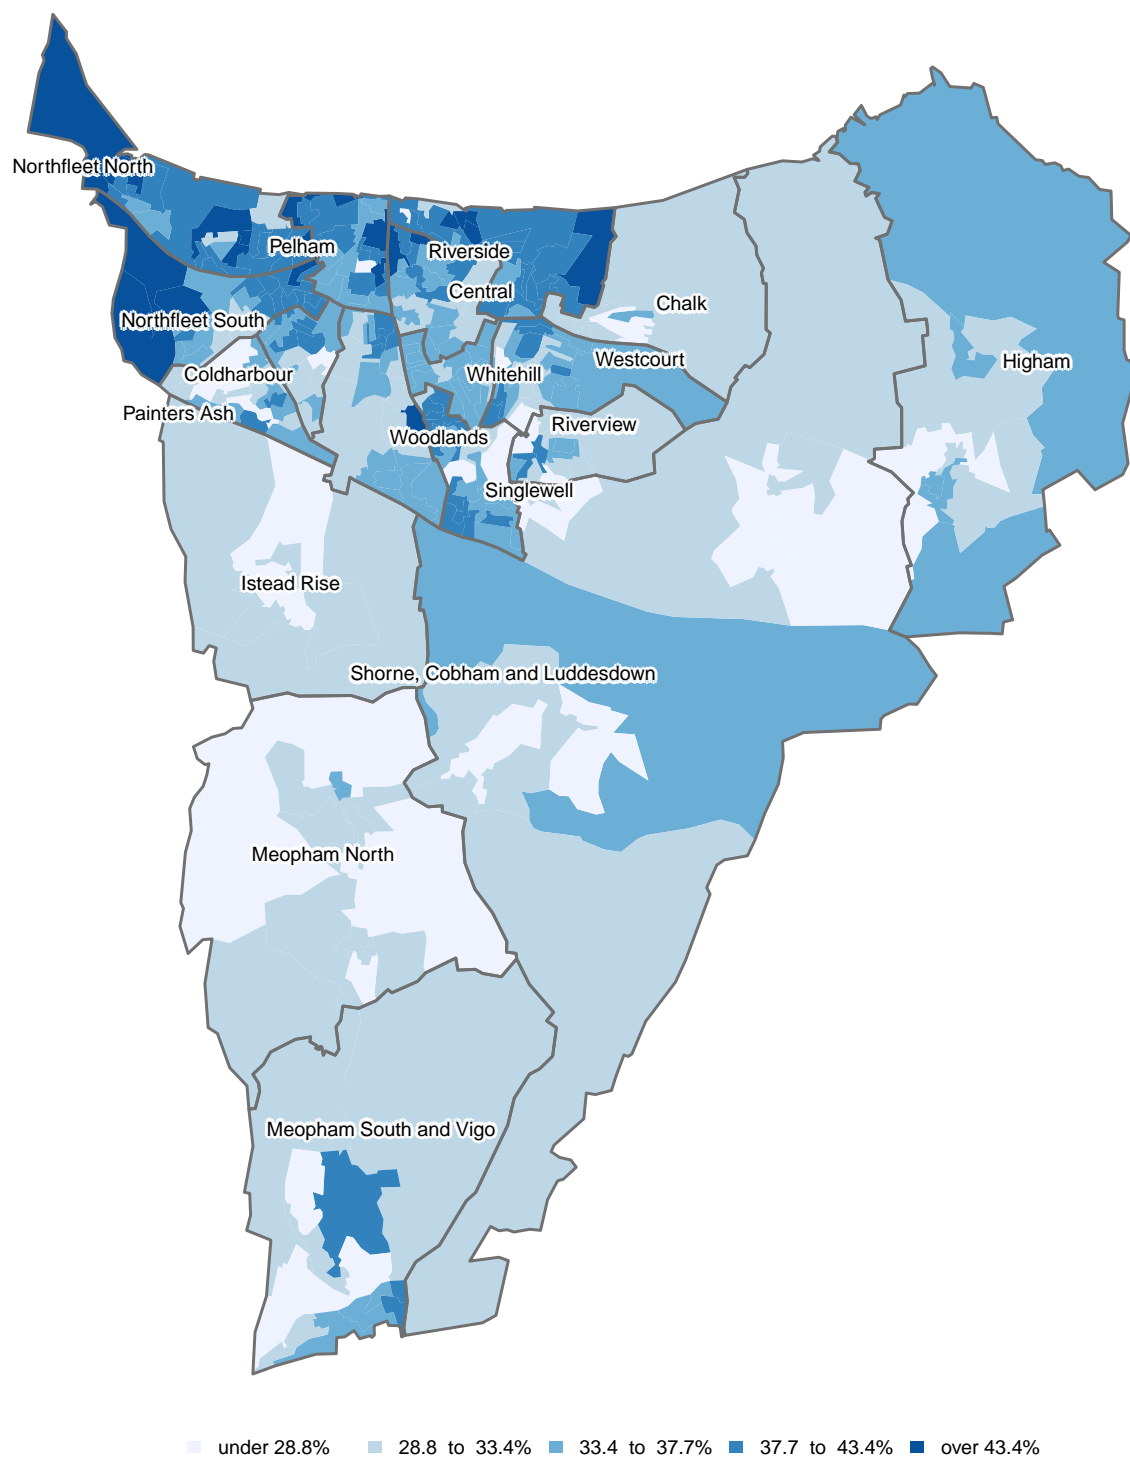 Northfleet North
Pelham
Riverside
Central
Chalk
Northfleet South
Westcourt
Higham
Coldharbour
Whitehill
Painters Ash
Riverview
Woodlands
Singlewell
Istead Rise
Shorne, Cobham and Luddesdown
Meopham North
Meopham South and Vigo
under 28.8% 28.8 to 33.4% 33.4 to 37.7% 37.7 to 43.4% over 43.4%